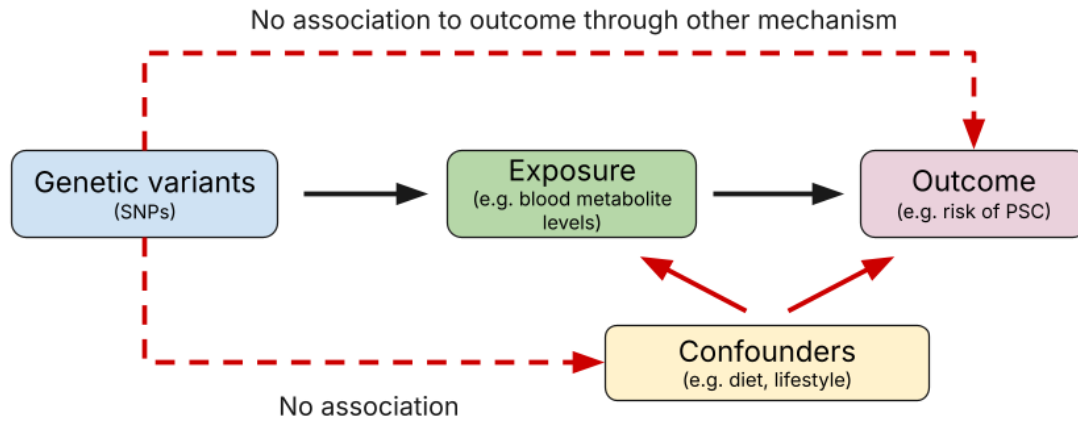 No association to outcome through other mechanism
Genetic variants
(SNPs)
Exposure
(e.g. blood metabolite
levels)
Outcome
(e.g. risk of PSC)
Confounders
(e.g. diet, lifestyle)
No association